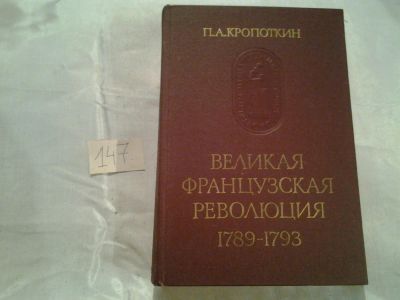 П.А.КРОПОТКИН
147.
ВЕЛИКАЯ
ФРАНЦУЗСКАЯ
РЕВОЛЮЦИЯ
1789-1793